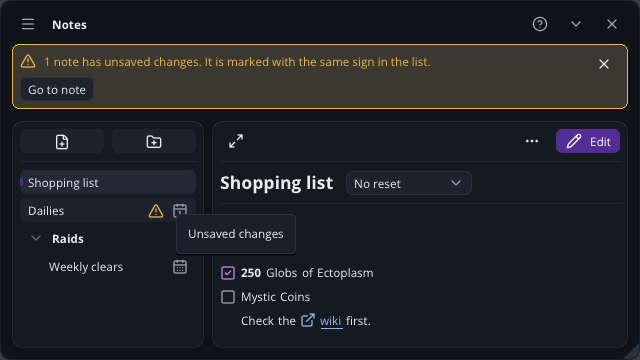 Notes
1 note has unsaved changes. It is marked with the same sign in the list.
Go to note
Edit
Shopping list
Dailies
Raids
Weekly clears
Shopping list
No reset
Unsaved changes
250 Globs of Ectoplasm
Mystic Coins
Check the wiki first.